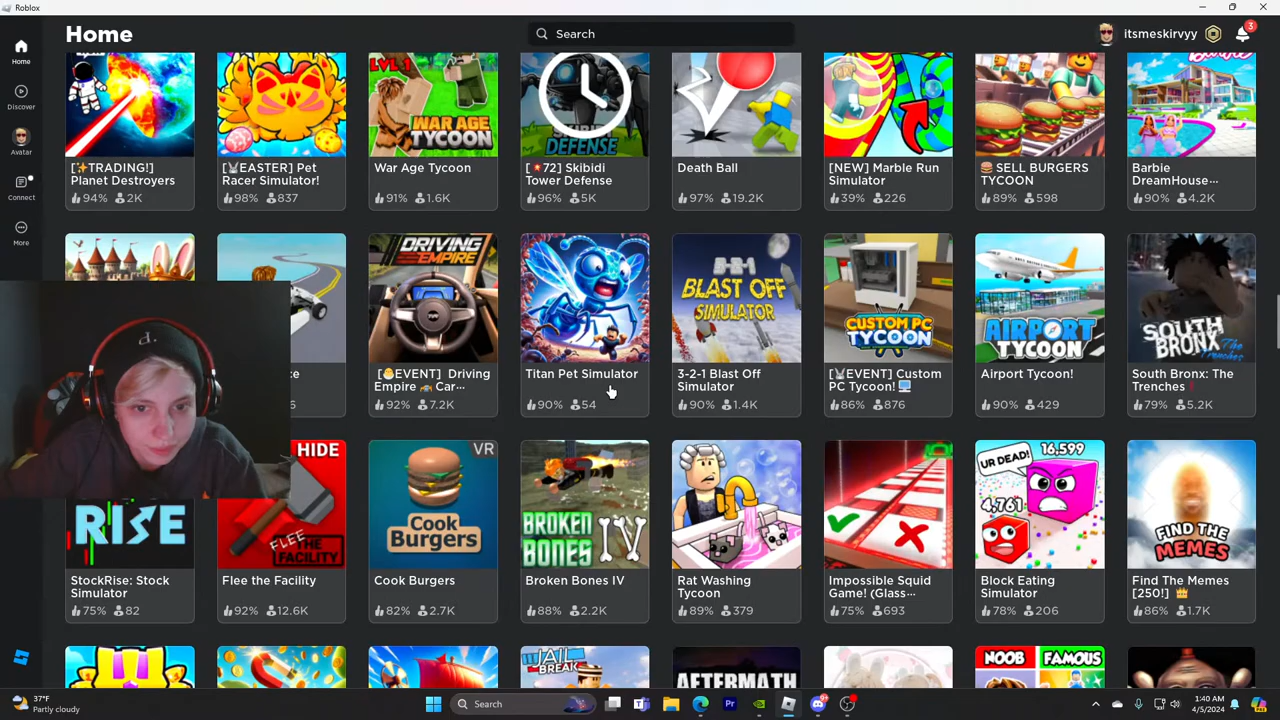 Roblox
Home
Search
itsmeskirvyy
3
Home
Discover
Avatar
Connect
More
LVL 1
WAR AGE
TYCOON
DEFENSE
[✨TRADING!]
Planet Destroyers
94% 2K
[🐰EASTER] Pet
Racer Simulator!
98% 837
War Age Tycoon
91% 1.6K
[💥72] Skibidi
Tower Defense
96% 5K
Death Ball
97% 19.2K
[NEW] Marble Run
Simulator
39% 226
🍔SELL BURGERS
TYCOON
89% 598
Barbie
DreamHouse...
90% 4.2K
DRIVING
EMPIRE
3-2-1
BLAST OFF
SIMULATOR
CUSTOM PC
TYCOON
AIRPORT
TYCOON
SOUTH
BRONX
The
Trenches
[🐣EVENT] Driving
Empire 🚗 Car...
92% 7.2K
Titan Pet Simulator
90% 54
3-2-1 Blast Off
Simulator
90% 1.4K
[🐰EVENT] Custom
PC Tycoon! 🖥️
86% 876
Airport Tycoon!
90% 429
South Bronx: The
Trenches❗
79% 5.2K
RISE
HIDE
FLEE
THE
FACILITY
VR
Cook
Burgers
BROKEN
BONES IV
UR DEAD!
16,599
4,761
FIND THE
MEMES
StockRise: Stock
Simulator
75% 82
Flee the Facility
92% 12.6K
Cook Burgers
82% 2.7K
Broken Bones IV
88% 2.2K
Rat Washing
Tycoon
89% 379
Impossible Squid
Game! (Glass...
75% 693
Block Eating
Simulator
78% 206
Find The Memes
[250!] 👑
86% 1.7K
JAIL
BREAK
AFTERMATH
NOOB
FAMOUS
37°F
Partly cloudy
Search
1:40 AM
4/5/2024